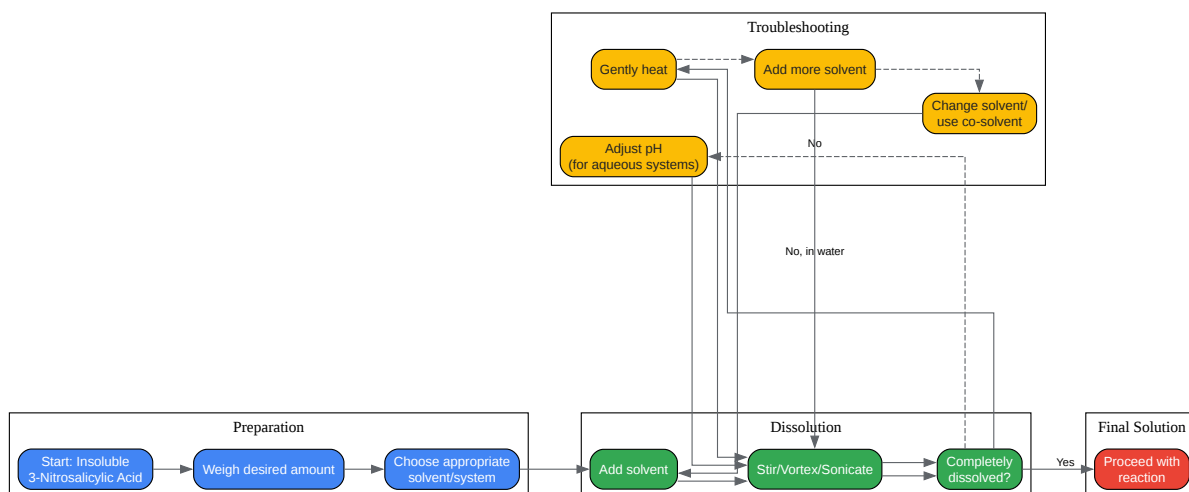 Troubleshooting
Gently heat
Add more solvent
Change solvent/
use co-solvent
Adjust pH
(for aqueous systems)
No
No, in water
Preparation
Start: Insoluble
3-Nitrosalicylic Acid
Weigh desired amount
Choose appropriate
solvent/system
Dissolution
Add solvent
Stir/Vortex/Sonicate
Completely
dissolved?
Yes
Final Solution
Proceed with
reaction